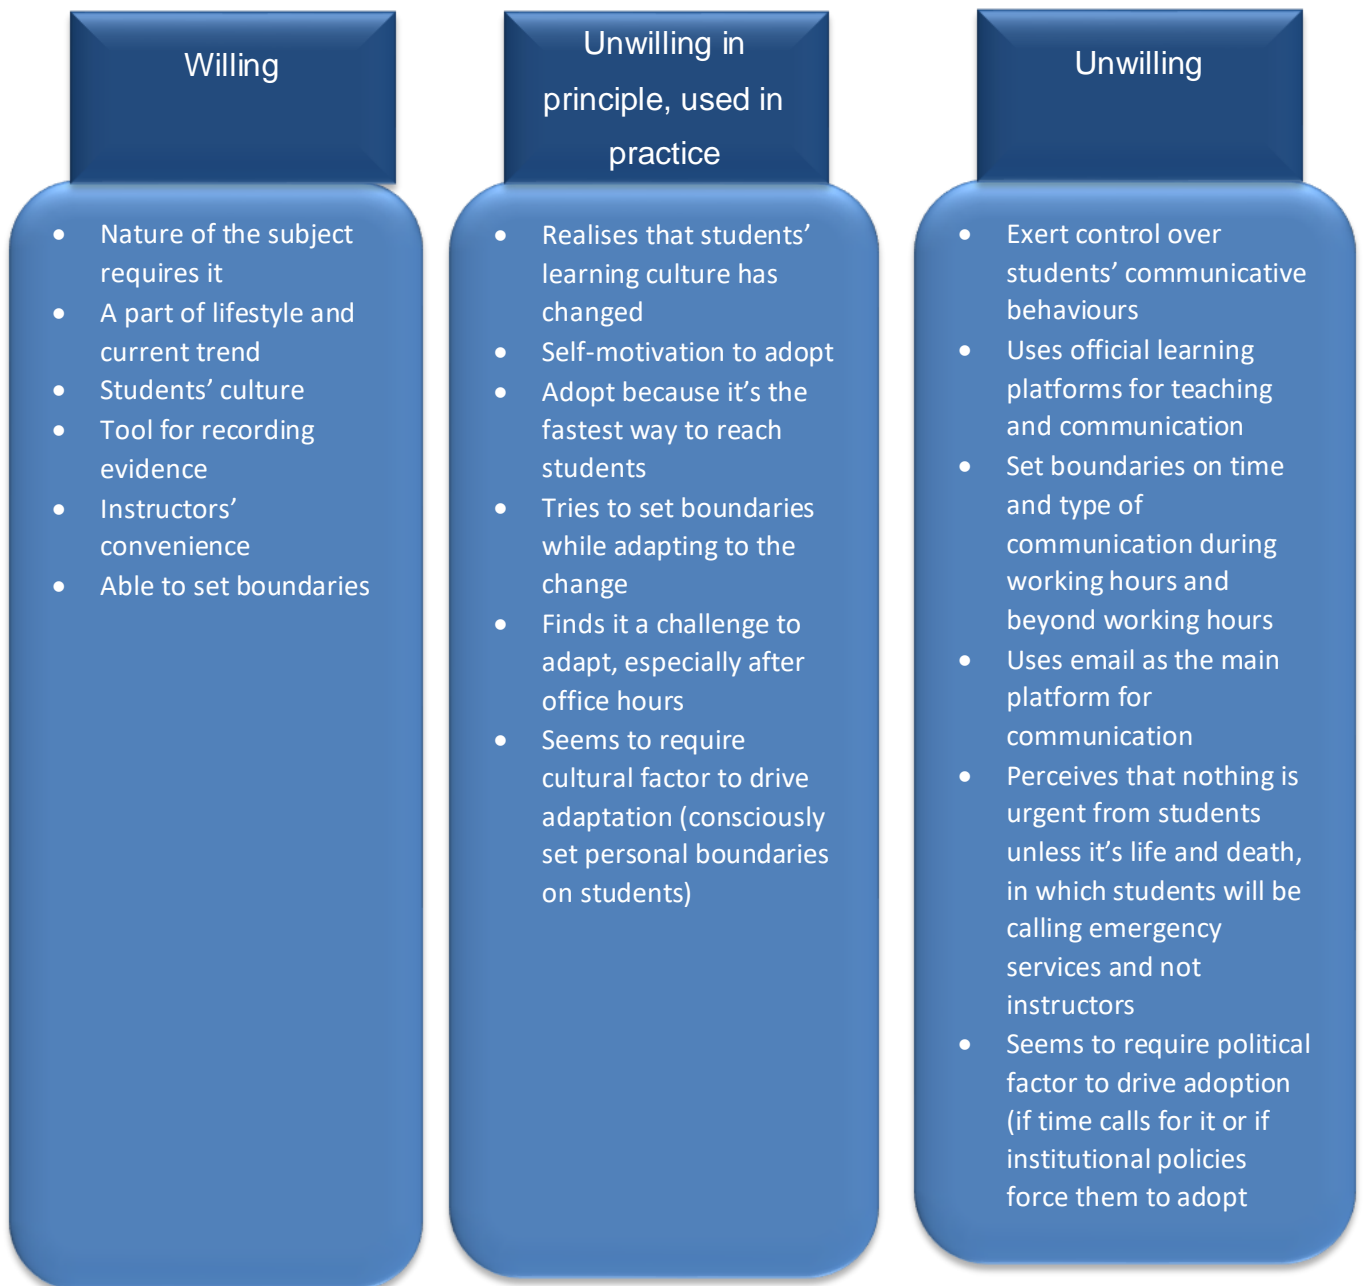 Willing
• Nature of the subject
requires it
• A part of lifestyle and
current trend
• Students’ culture
• Tool for recording
evidence
• Instructors’
convenience
• Able to set boundaries
Unwilling in
principle, used in
practice
• Realises that students’
learning culture has
changed
• Self-motivation to adopt
• Adopt because it’s the
fastest way to reach
students
• Tries to set boundaries
while adapting to the
change
• Finds it a challenge to
adapt, especially after
office hours
• Seems to require
cultural factor to drive
adaptation (consciously
set personal boundaries
on students)
Unwilling
• Exert control over
students’ communicative
behaviours
• Uses official learning
platforms for teaching
and communication
• Set boundaries on time
and type of
communication during
working hours and
beyond working hours
• Uses email as the main
platform for
communication
• Perceives that nothing is
urgent from students
unless it’s life and death,
in which students will be
calling emergency
services and not
instructors
• Seems to require political
factor to drive adoption
(if time calls for it or if
institutional policies
force them to adopt